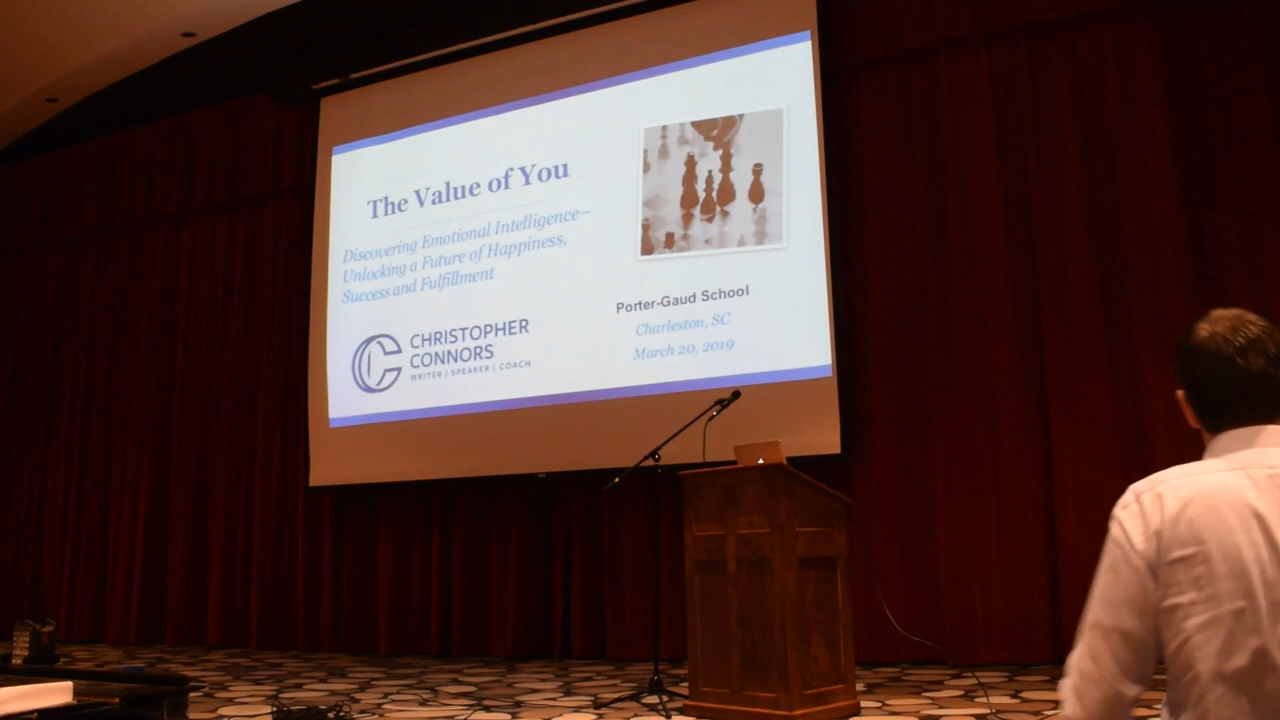 The Value of You
Discovering Emotional Intelligence–
Unlocking a Future of Happiness,
Success and Fulfillment
CHRISTOPHER
CONNORS
WRITER | SPEAKER | COACH
Porter-Gaud School
Charleston, SC
March 20, 2019